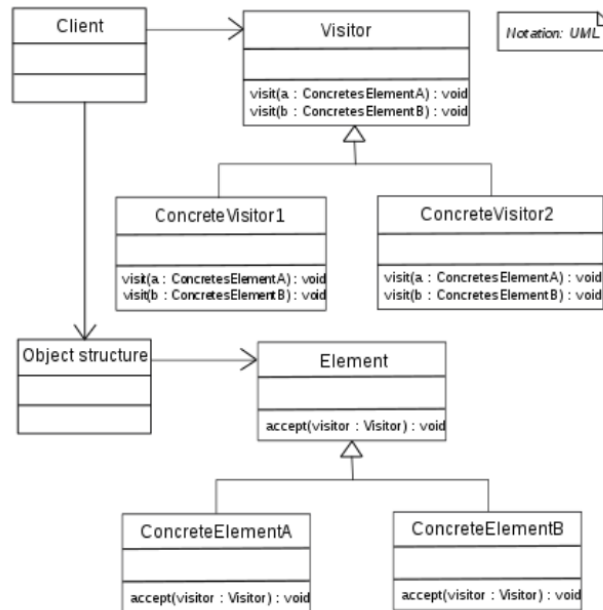 Client
Visitor
Notation: UML
visit(a : ConcretesElementA) : void
visit(b : ConcretesElementB) : void
ConcreteVisitor1
ConcreteVisitor2
visit(a : ConcretesElementA) : void
visit(b : ConcretesElementB) : void
visit(a : ConcretesElementA) : void
visit(b : ConcretesElementB) : void
Object structure
Element
accept(visitor : Visitor) : void
ConcreteElementA
ConcreteElementB
accept(visitor : Visitor) : void
accept(visitor : Visitor) : void